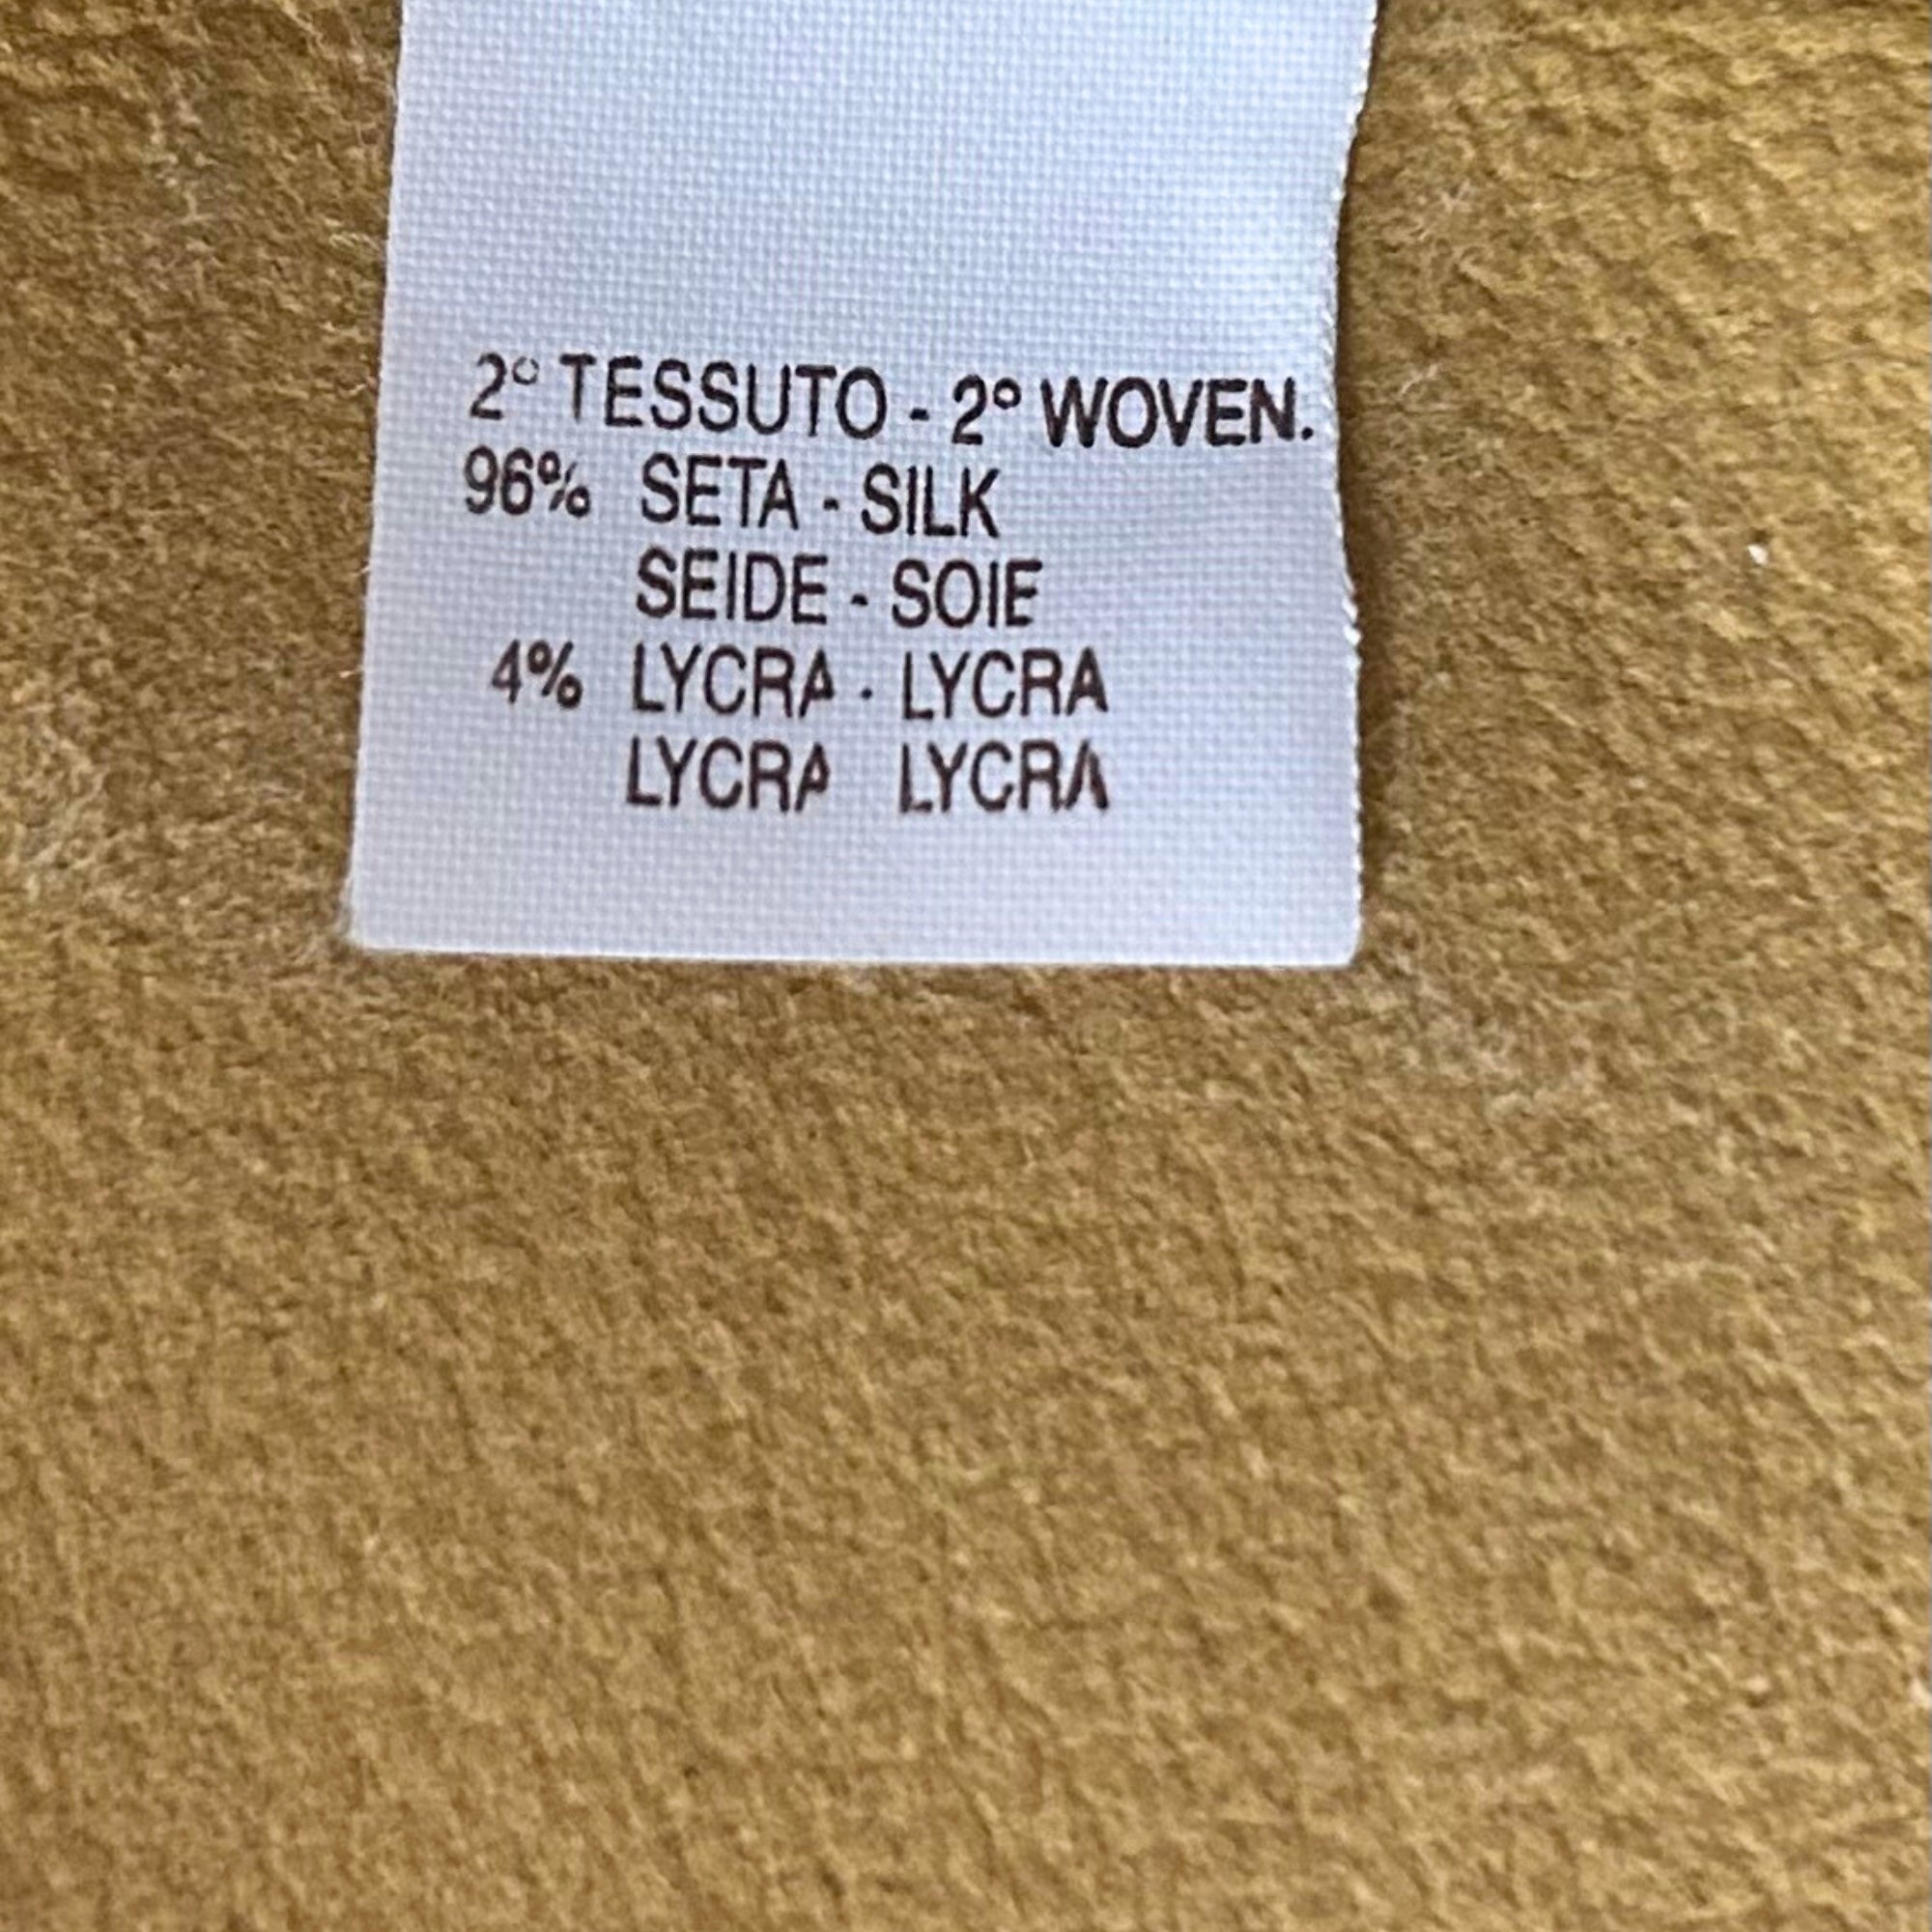 2° TESSUTO - 2° WOVEN.
96% SETA - SILK
SEIDE - SOIE
4% LYCRA - LYCRA
LYCRA LYCRA